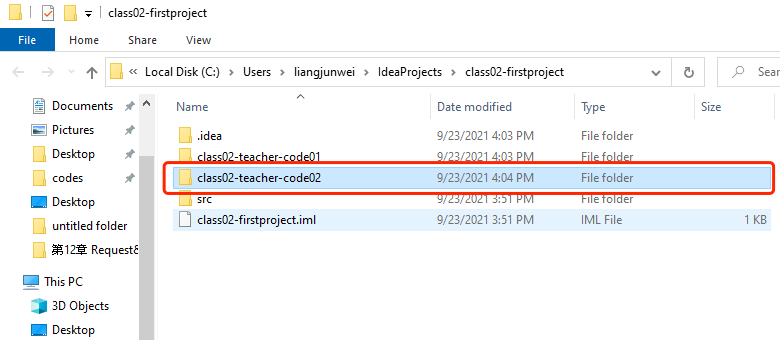 class02-firstproject
File Home Share View
Local Disk (C:) Users liangjunwei IdeaProjects class02-firstproject Sear
Documents
Pictures
Desktop
codes
Desktop
untitled folder
第12章 Request&
This PC
3D Objects
Desktop
Name Date modified Type Size
.idea 9/23/2021 4:03 PM File folder
class02-teacher-code01 9/23/2021 4:03 PM File folder
class02-teacher-code02 9/23/2021 4:04 PM File folder
src 9/23/2021 3:51 PM File folder
class02-firstproject.iml 9/23/2021 3:51 PM IML File 1 KB